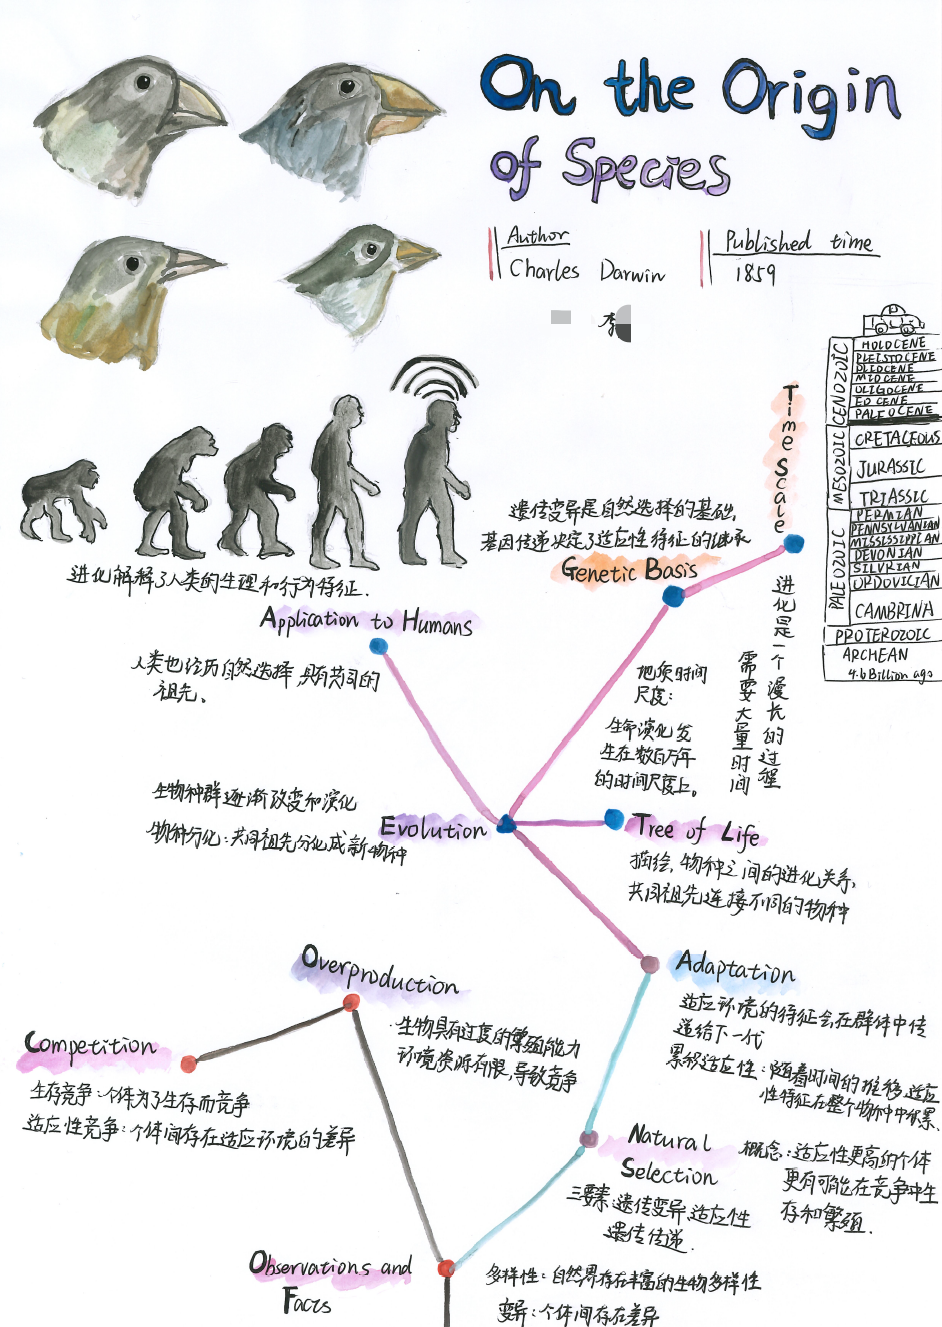 On the Origin
of Species
Author
Charles Darwin
Published time
1859
李
CENOZOIC
HOLOCENE
PLEISTOCENE
PLIOCENE
MIOCENE
OLIGOCENE
EOCENE
PALEOCENE
MESOZOIC
CRETACEOUS
JURASSIC
TRIASSIC
PALEOZOIC
PERMIAN
PENNSYLVANIAN
MISSISSIPPIAN
DEVONIAN
SILVRIAN
ORDOVICIAN
CAMBRINA
PROTEROZOIC
ARCHEAN
4.6 Billion ago
Time Scale
进化是一个漫长的过程
需要大量时间
遗传变异是自然选择的基础,
基因传递决定了适应性特征的继承
Genetic Basis
地质时间
尺度:
生命演化发
生在数百万年
的时间尺度上。
进化解释了人类的生理和行为特征.
Application to Humans
人类也经历自然选择,具有共同的
祖先。
生物种群逐渐改变和演化
物种分化:共同祖先分化成新物种
Evolution
Tree of Life
描绘,物种之间的进化关系,
共同祖先连接不同的物种
Adaptation
适应环境的特征会在群体中传
递给下一代
累积适应性:随着时间的推移,适应
性特征在整个物种中积累.
Overproduction
·生物具有过度的繁殖能力
环境资源有限,导致竞争
Competition
生存竞争:个体为了生存而竞争
适应性竞争:个体间存在适应环境的差异
Natural
Selection
概念:适应性更高的个体
更有可能在竞争中生
存和繁殖.
三要素:遗传变异,适应性
遗传传递.
Observations and
Facts
多样性:自然界存在丰富的生物多样性
变异:个体间存在差异